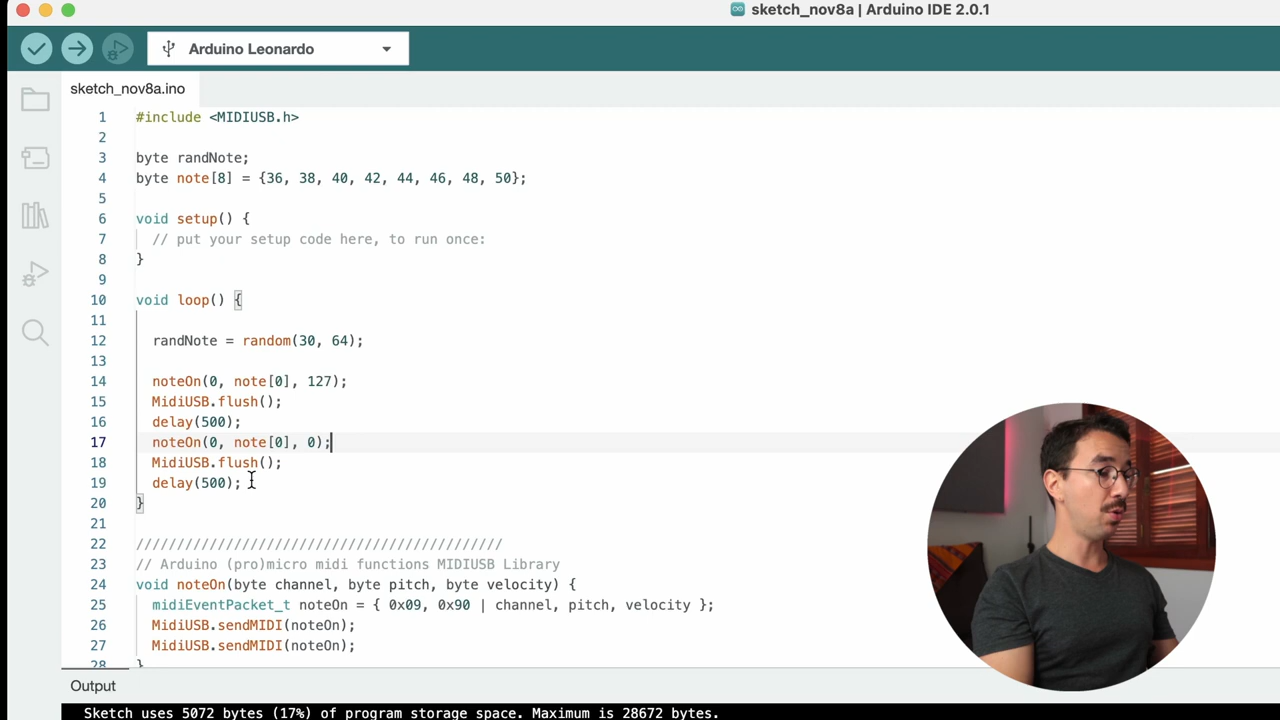 sketch_nov8a | Arduino IDE 2.0.1
Arduino Leonardo
sketch_nov8a.ino
1 #include <MIDIUSB.h>
2
3 byte randNote;
4 byte note[8] = {36, 38, 40, 42, 44, 46, 48, 50};
5
6 void setup() {
7 // put your setup code here, to run once:
8 }
9
10 void loop() {
11
12 randNote = random(30, 64);
13
14 noteOn(0, note[0], 127);
15 MidiUSB.flush();
16 delay(500);
17 noteOn(0, note[0], 0);
18 MidiUSB.flush();
19 delay(500);
20 }
21
22 /////////////////////////////////////////////
23 // Arduino (pro)micro midi functions MIDIUSB Library
24 void noteOn(byte channel, byte pitch, byte velocity) {
25 midiEventPacket_t noteOn = { 0x09, 0x90 | channel, pitch, velocity };
26 MidiUSB.sendMIDI(noteOn);
27 MidiUSB.sendMIDI(noteOn);
28 }
Output
Sketch uses 5072 bytes (17%) of program storage space. Maximum is 28672 bytes.